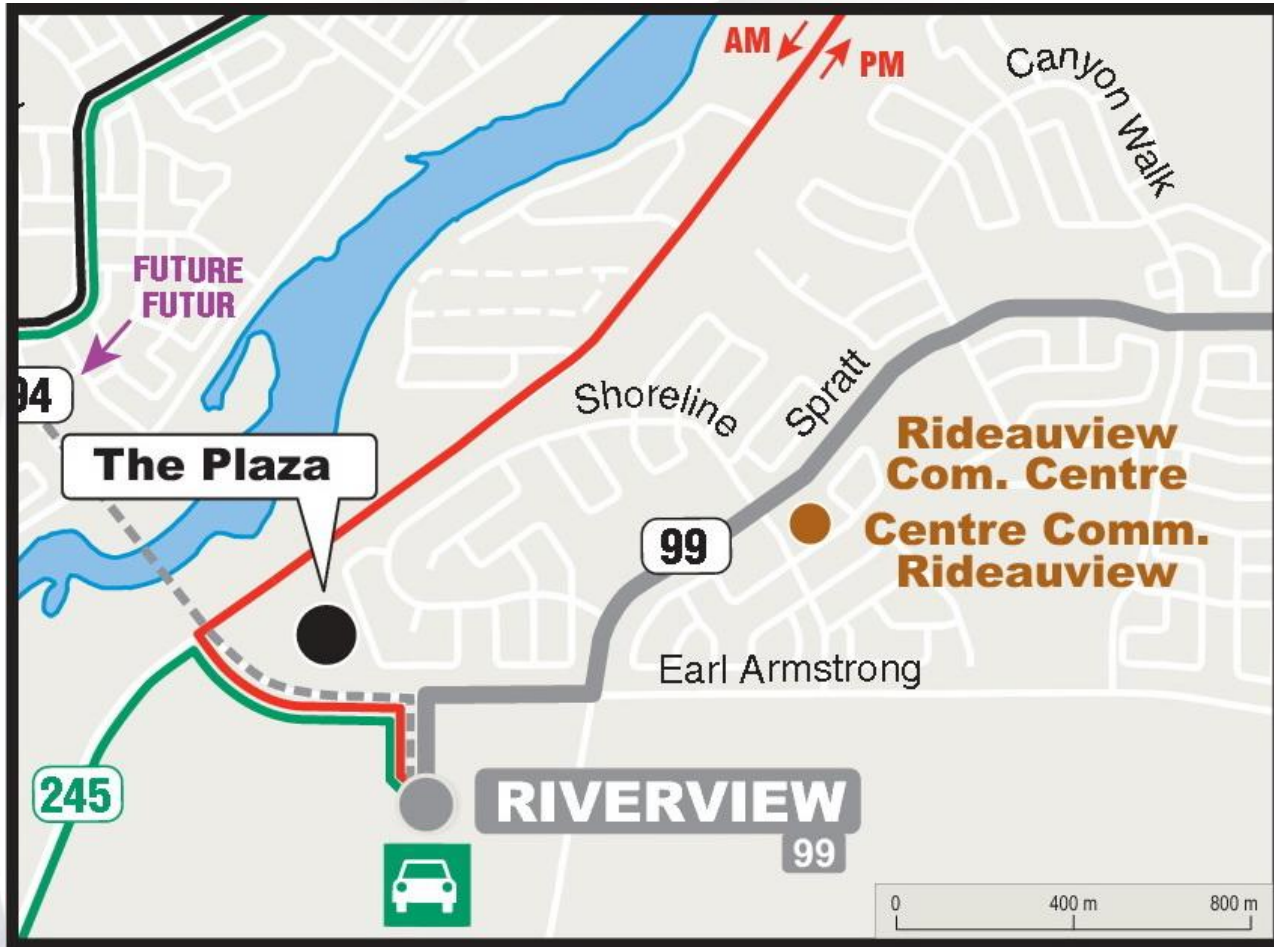 AM
PM
Canyon Walk
FUTURE
FUTUR
94
The Plaza
Shoreline
Spratt
Rideauview
Com. Centre
Centre Comm.
Rideauview
99
Earl Armstrong
245
RIVERVIEW
99
0 400 m 800 m